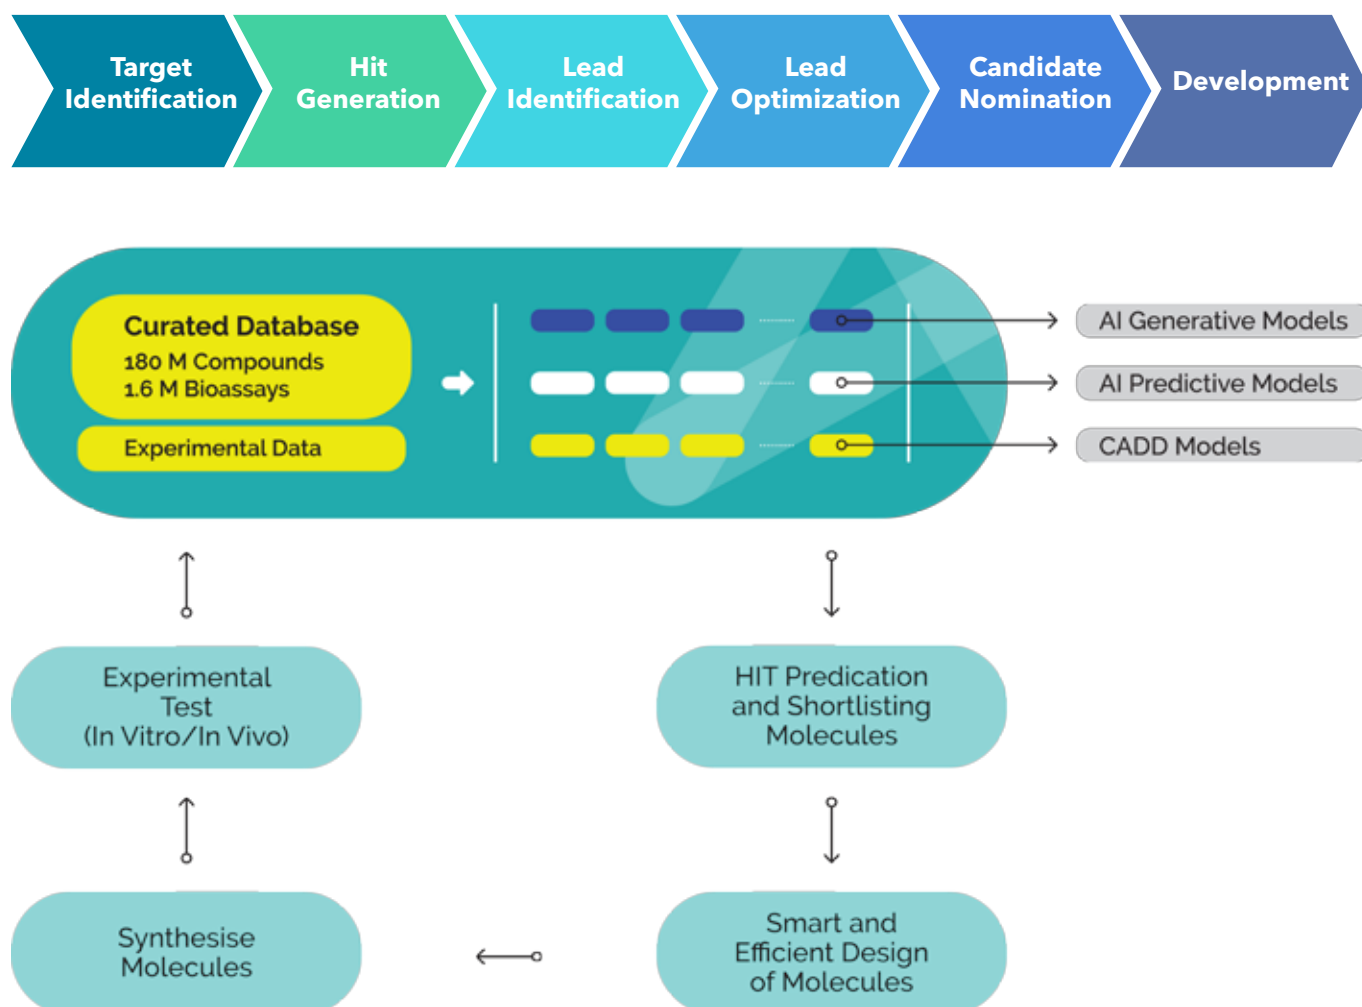 Target
Identification
Hit
Generation
Lead
Identification
Lead
Optimization
Candidate
Nomination
Development
Curated Database
180 M Compounds
1.6 M Bioassays
Experimental Data
AI Generative Models
AI Predictive Models
CADD Models
Experimental
Test
(In Vitro/In Vivo)
HIT Predication
and Shortlisting
Molecules
Synthesise
Molecules
Smart and
Efficient Design
of Molecules